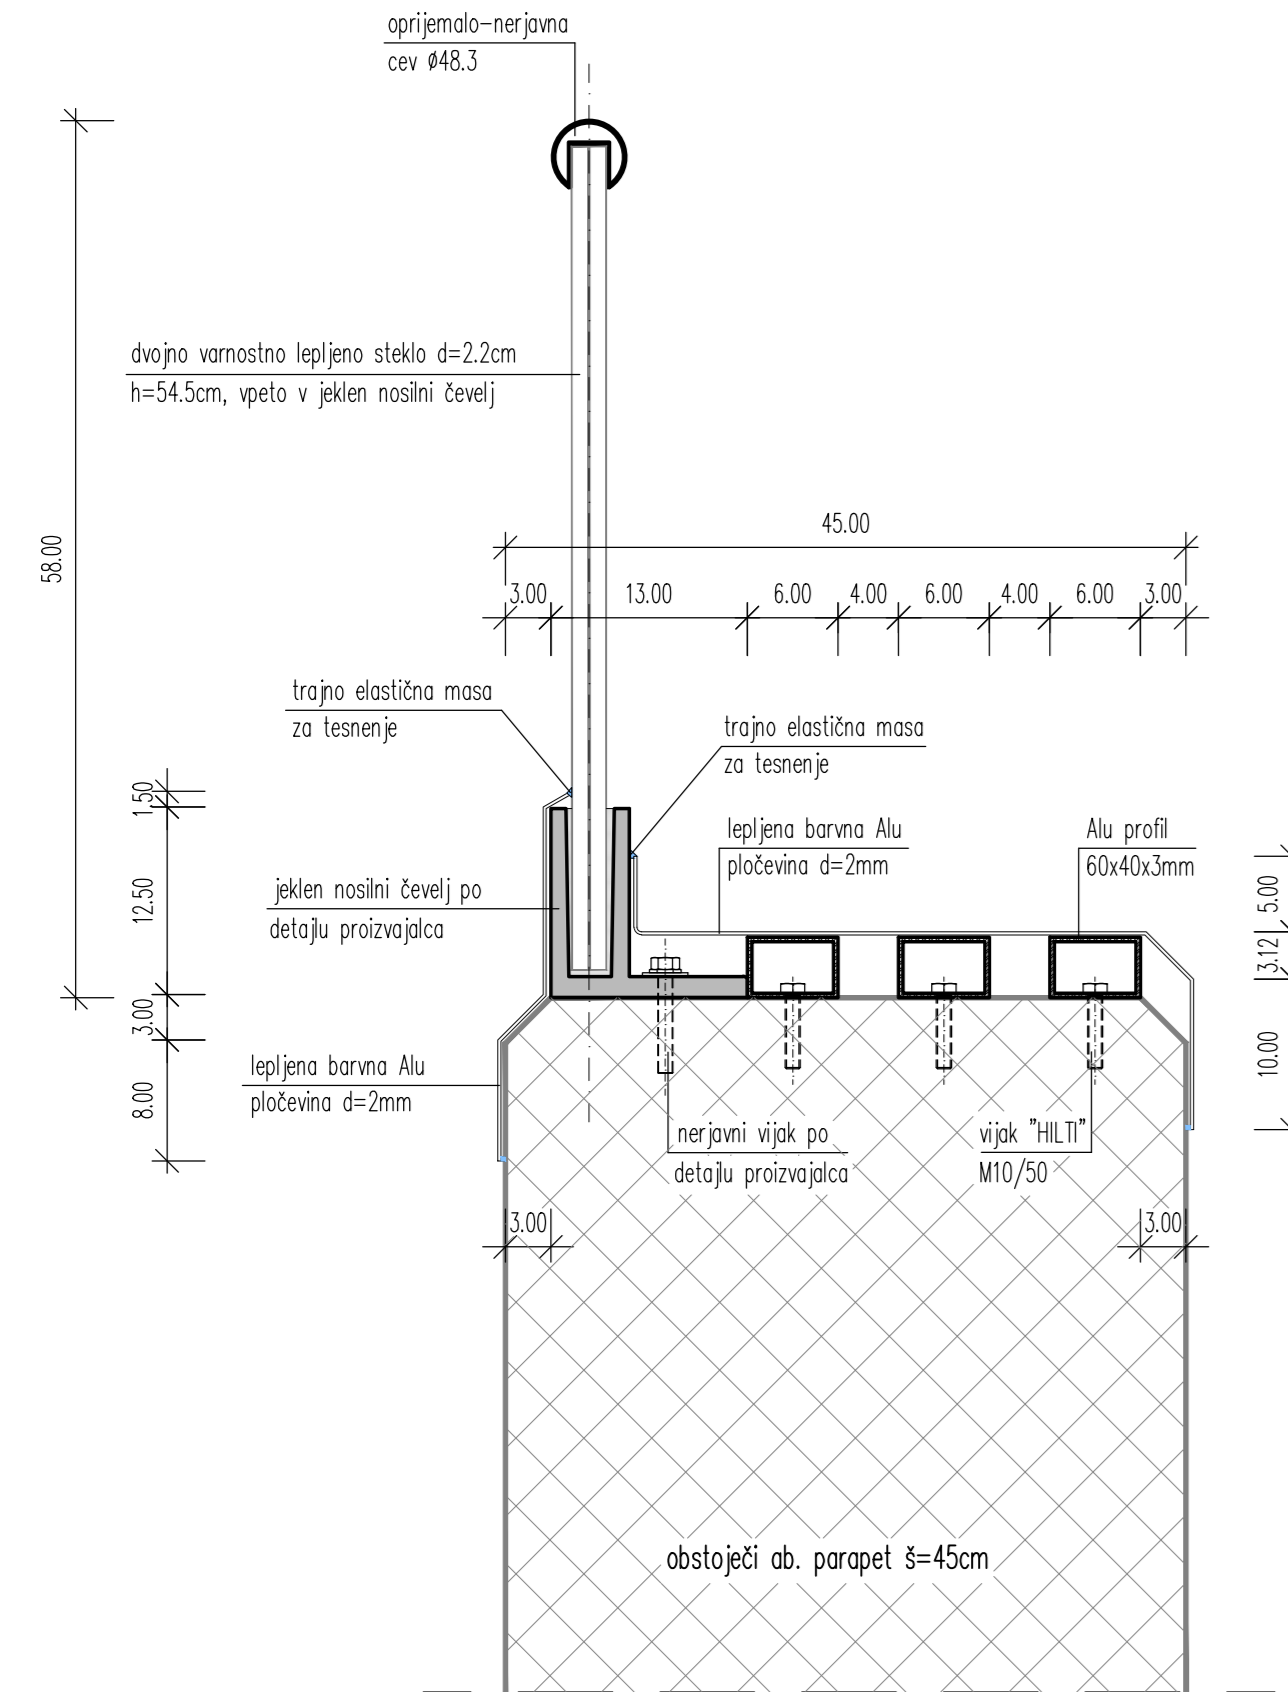 oprijemalo-nerjavna
cev Ø48.3
dvojno varnostno lepljeno steklo d=2.2cm
h=54.5cm, vpeto v jeklen nosilni čevelj
58.00
45.00
3.00 13.00 6.00 4.00 6.00 4.00 6.00 3.00
trajno elastična masa
za tesnenje
trajno elastična masa
za tesnenje
lepljena barvna Alu
pločevina d=2mm
Alu profil
60x40x3mm
1.50
12.50
3.00
8.00
jeklen nosilni čevelj po
detajlu proizvajalca
5.00
3.12
10.00
lepljena barvna Alu
pločevina d=2mm
nerjavni vijak po
detajlu proizvajalca
vijak "HILTI"
M10/50
3.00
3.00
obstoječi ab. parapet š=45cm